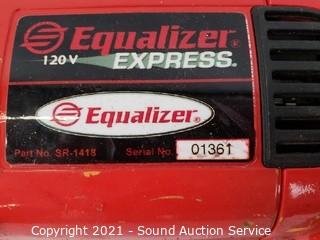 Equalizer®
120V EXPRESS®
Equalizer®
Part No. SR-1418 Serial No. 01361
Copyright 2021 - Sound Auction Service